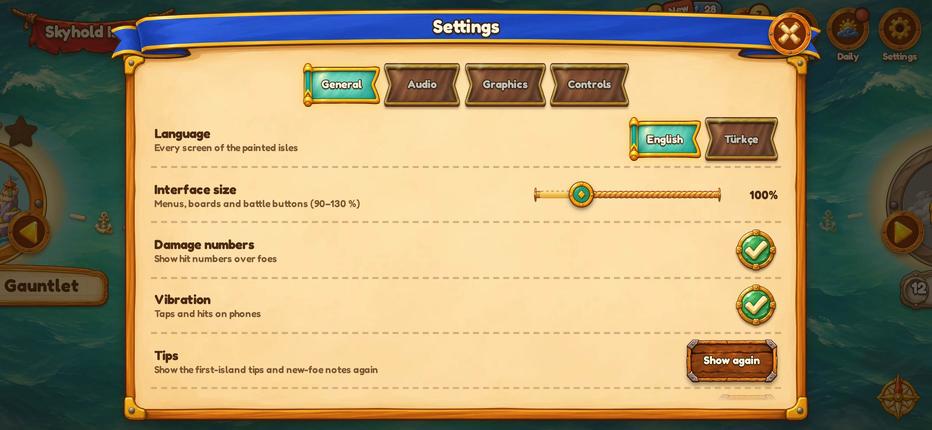 Settings
Skyhold
New
28
Daily
Settings
General
Audio
Graphics
Controls
Language
Every screen of the painted isles
English
Türkçe
Interface size
Menus, boards and battle buttons (90–130 %)
100%
Damage numbers
Show hit numbers over foes
Gauntlet
12
Vibration
Taps and hits on phones
Tips
Show the first-island tips and new-foe notes again
Show again